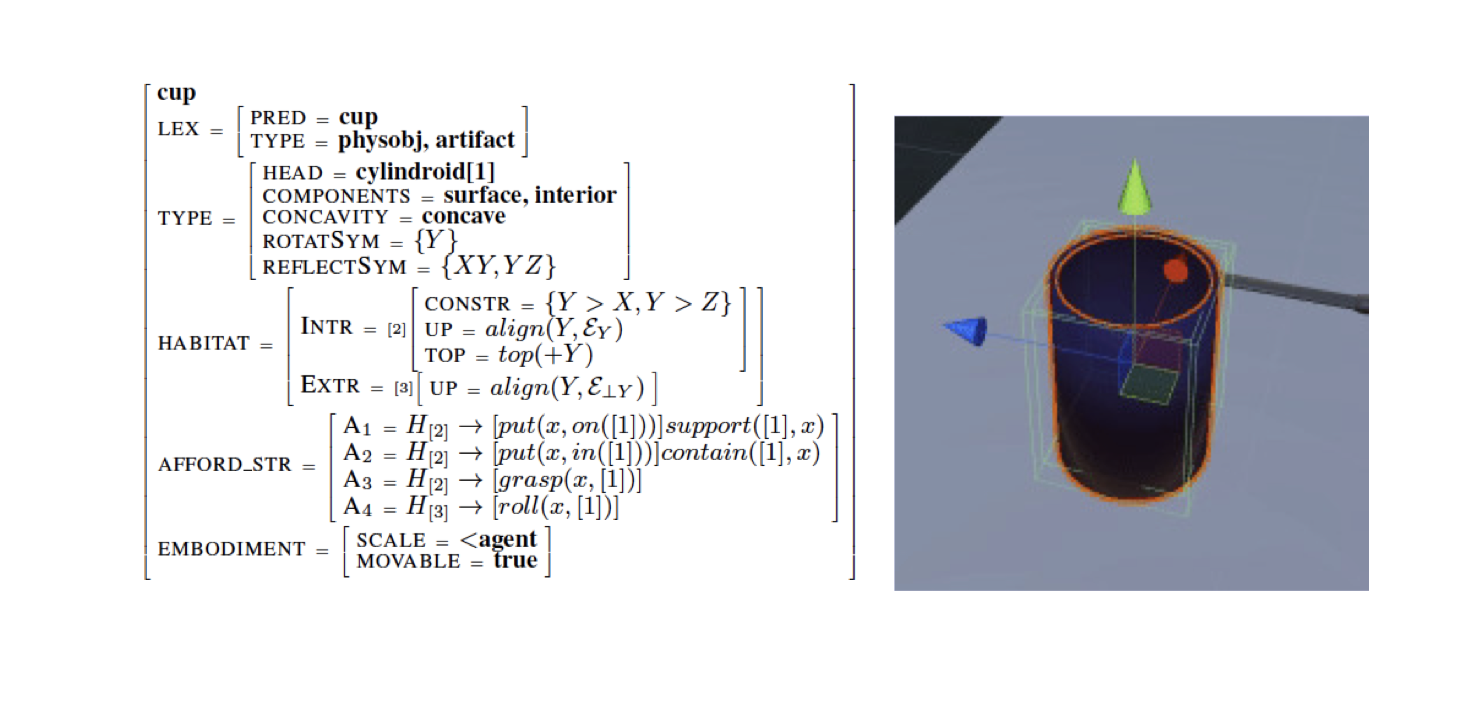 cup
LEX = [ PRED = cup
TYPE = physobj, artifact ]
TYPE = [ HEAD = cylindroid[1]
COMPONENTS = surface, interior
CONCAVITY = concave
ROTATSYM = {Y}
REFLECTSYM = {XY, YZ} ]
HABITAT = [ INTR = [2] [ CONSTR = {Y > X, Y > Z}
UP = align(Y, ℰ_Y)
TOP = top(+Y) ]
EXTR = [3] [ UP = align(Y, ℰ_⊥Y) ] ]
AFFORD_STR = [ A₁ = H_[2] → [put(x, on([1]))]support([1], x)
A₂ = H_[2] → [put(x, in([1]))]contain([1], x)
A₃ = H_[2] → [grasp(x, [1])]
A₄ = H_[3] → [roll(x, [1])] ]
EMBODIMENT = [ SCALE = <agent
MOVABLE = true ]